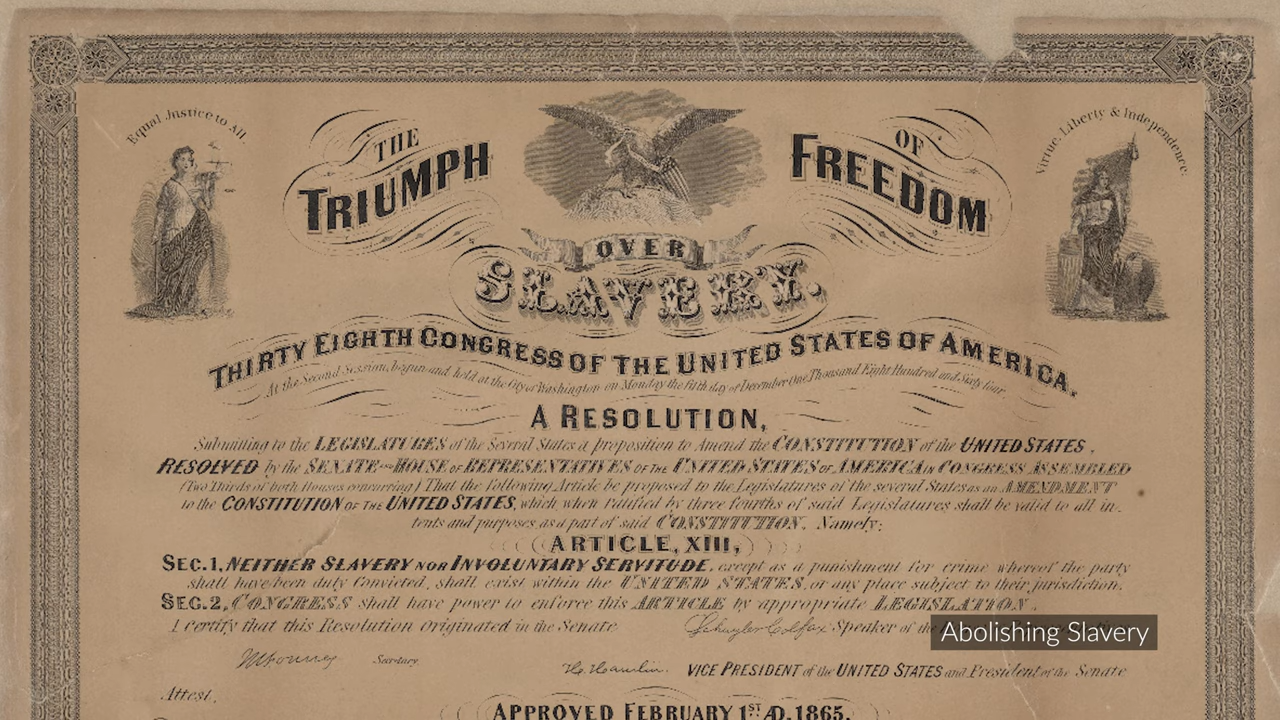 Equal Justice to All.
THE TRIUMPH
OF FREEDOM
Virtue, Liberty & Independence.
OVER
SLAVERY.
THIRTY EIGHTH CONGRESS OF THE UNITED STATES OF AMERICA.
At the Second Session, begun and held at the City of Washington on Monday the fifth day of December One Thousand Eight Hundred and Sixty four.
A RESOLUTION,
Submitting to the LEGISLATURES of the Several States a proposition to Amend the CONSTITUTION of the UNITED STATES.
RESOLVED by the SENATE AND HOUSE OF REPRESENTATIVES OF THE UNITED STATES OF AMERICA IN CONGRESS ASSEMBLED
(Two Thirds of both Houses concurring) That the following Article be proposed to the Legislatures of the several States as an AMENDMENT
to the CONSTITUTION OF THE UNITED STATES, which when ratified by three fourths of said Legislatures shall be valid to all in-
tents and purposes, as a part of said CONSTITUTION. Namely:
ARTICLE, XIII,
SEC. 1, NEITHER SLAVERY NOR INVOLUNTARY SERVITUDE, except as a punishment for crime whereof the party
shall have been duty Convicted, shall exist within the UNITED STATES, or any place subject to their jurisdiction.
SEC. 2, CONGRESS shall have power to enforce this ARTICLE by appropriate LEGISLATION.
I certify that this Resolution Originated in the Senate
Schuyler Colfax Speaker of the
Abolishing Slavery
Secretary.
H. Hamlin. VICE PRESIDENT of the UNITED STATES and President of the Senate
Attest,
APPROVED FEBRUARY 1ST A.D. 1865.